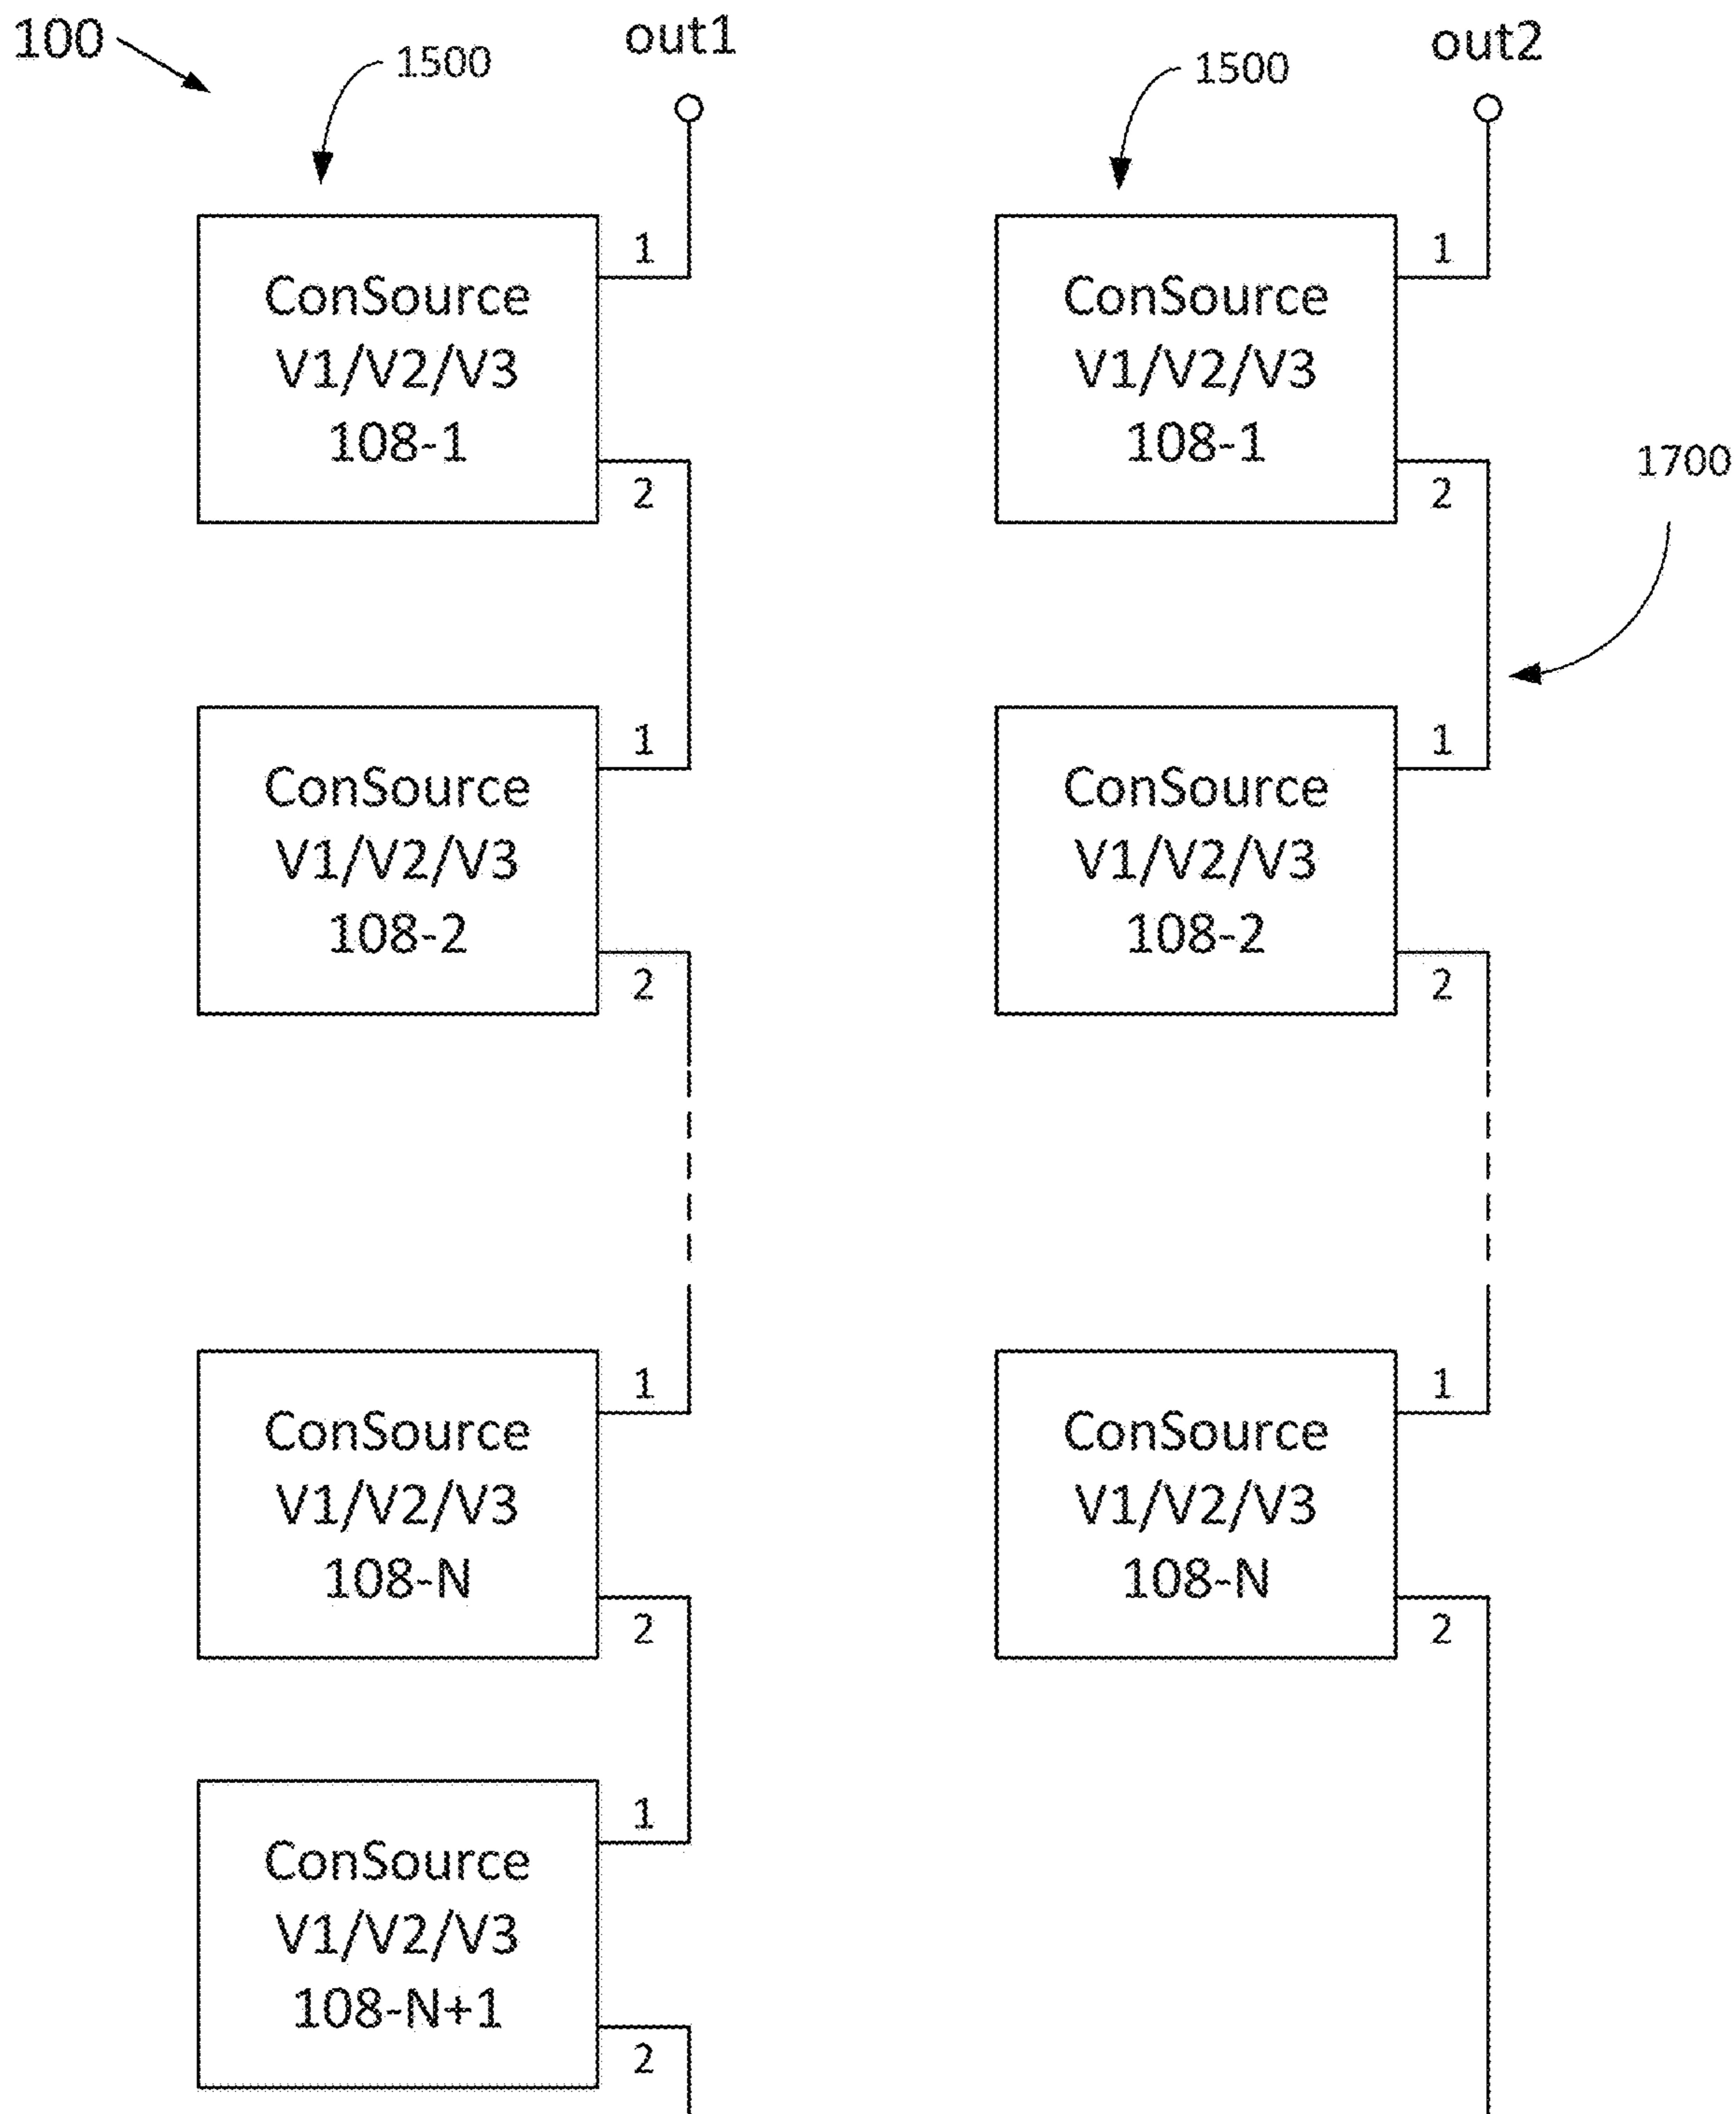 100
1500
out1
1500
out2
1
ConSource
V1/V2/V3
108-1
2
1
ConSource
V1/V2/V3
108-1
2
1700
1
ConSource
V1/V2/V3
108-2
2
1
ConSource
V1/V2/V3
108-2
2
1
ConSource
V1/V2/V3
108-N
2
1
ConSource
V1/V2/V3
108-N
2
1
ConSource
V1/V2/V3
108-N+1
2